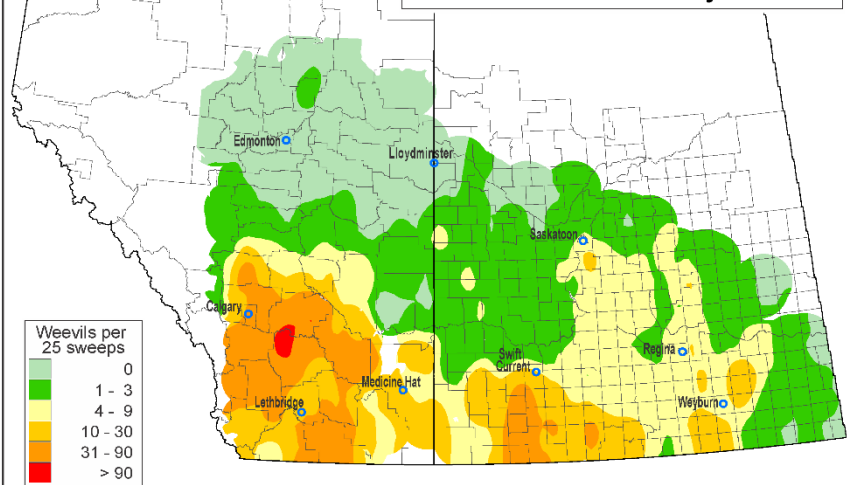 Edmonton
Lloydminster
Saskatoon
Calgary
Weevils per
25 sweeps
0
1 - 3
4 - 9
10 - 30
31 - 90
> 90
Swift
Current
Regina
Medicine Hat
Lethbridge
Weyburn